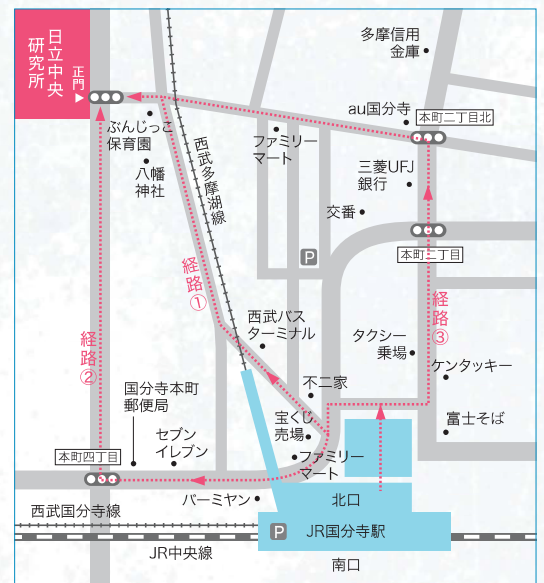 日立中央
研究所
正門
多摩信用
金庫
au国分寺
本町二丁目北
ぶんじっこ
保育園
八幡
神社
西武多摩湖線
ファミリー
マート
三菱UFJ
銀行
交番
P
本町二丁目
経路①
経路②
経路③
西武バス
ターミナル
タクシー
乗場
ケンタッキー
不二家
国分寺本町
郵便局
宝くじ
売場
富士そば
本町四丁目
セブン
イレブン
ファミリー
マート
バーミヤン
北口
西武国分寺線
P
JR国分寺駅
JR中央線
南口